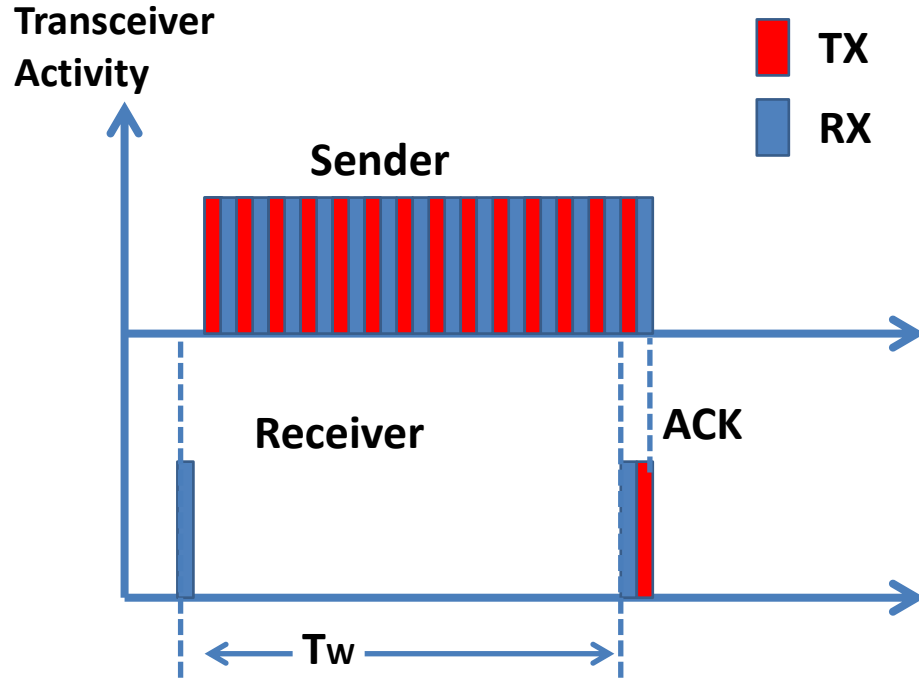 Transceiver
Activity
TX
RX
Sender
Receiver
ACK
Tw